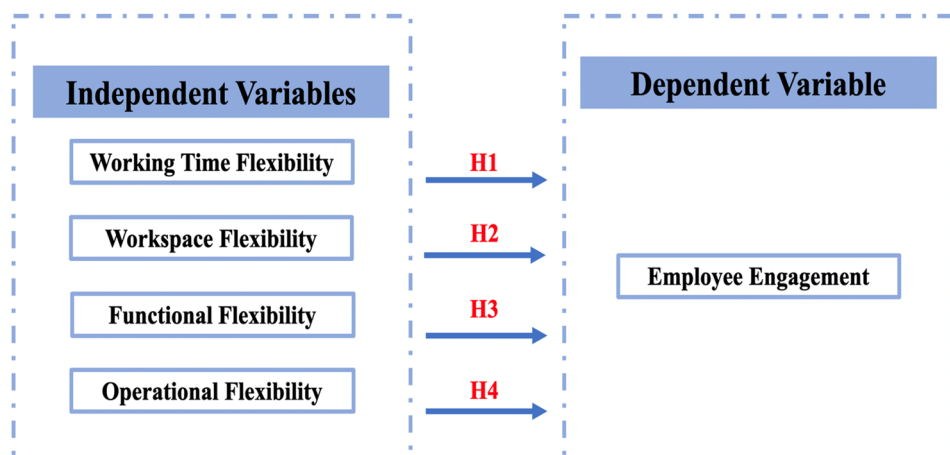 Independent Variables
Working Time Flexibility
Workspace Flexibility
Functional Flexibility
Operational Flexibility
H1
H2
H3
H4
Dependent Variable
Employee Engagement